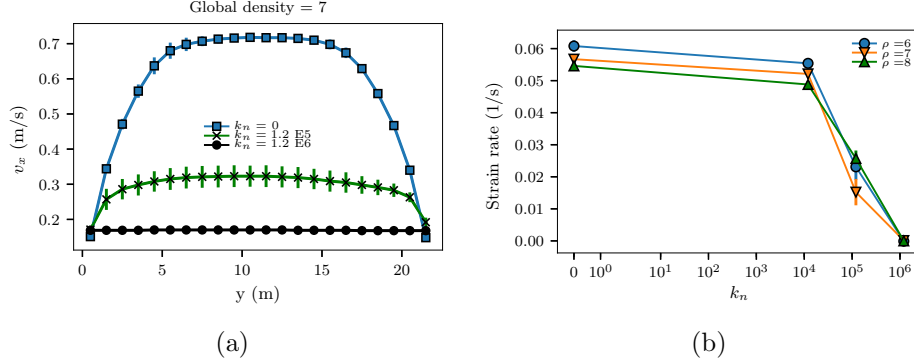 Global density = 7
0.7
0.6
0.5
0.4
0.3
0.2
v_x (m/s)
k_n = 0
k_n = 1.2 E5
k_n = 1.2 E6
0 5 10 15 20
y (m)
(a)
0.06
0.05
0.04
0.03
0.02
0.01
0.00
Strain rate (1/s)
ρ =6
ρ =7
ρ =8
0 10^0 10^1 10^2 10^3 10^4 10^5 10^6
k_n
(b)